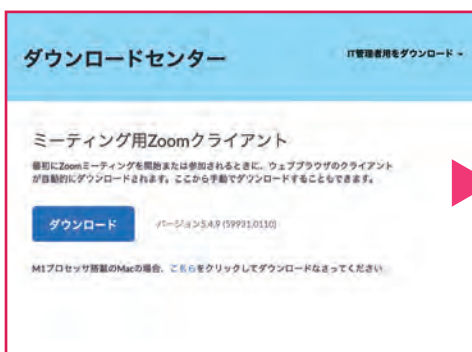 ダウンロードセンター
IT管理者用をダウンロード
ミーティング用Zoomクライアント
最初にZoomミーティングを開始または参加されるときに、ウェブブラウザのクライアント
が自動的にダウンロードされます。ここから手動でダウンロードすることもできます。
ダウンロード
バージョン5.4.9 (59931.0110)
M1プロセッサ搭載のMacの場合、こちらをクリックしてダウンロードなさってください